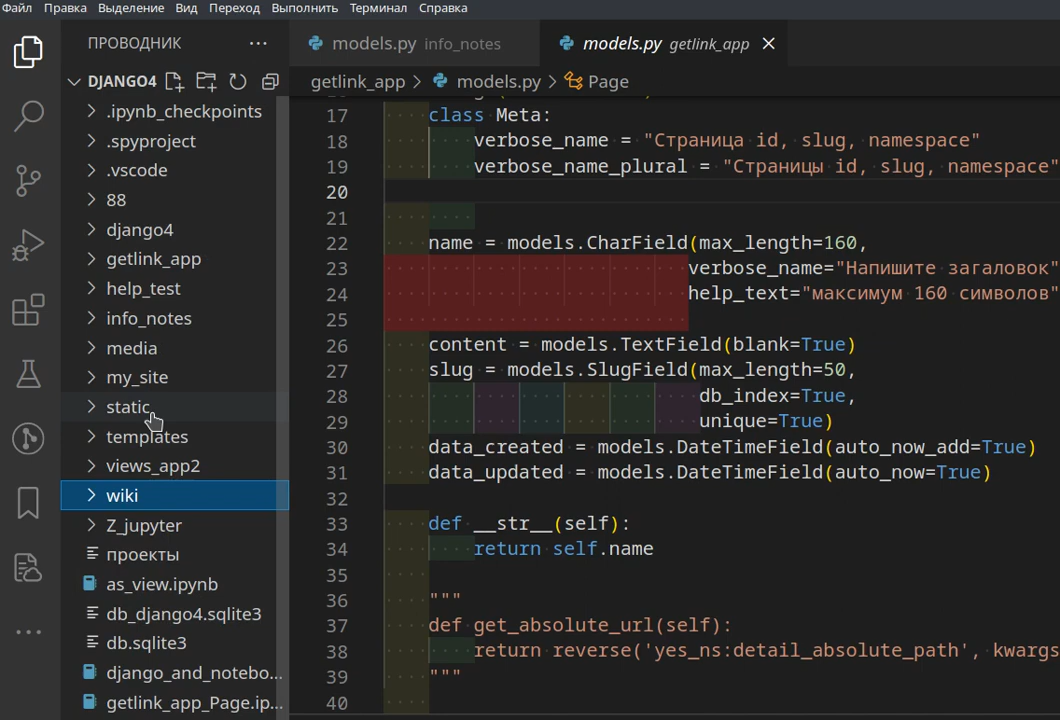 Файл Правка Выделение Вид Переход Выполнить Терминал Справка
ПРОВОДНИК ···
DJANGO4
.ipynb_checkpoints
.spyproject
.vscode
88
django4
getlink_app
help_test
info_notes
media
my_site
static
templates
views_app2
wiki
Z_jupyter
проекты
as_view.ipynb
db_django4.sqlite3
db.sqlite3
django_and_notebo...
getlink_app_Page.ip...
models.py info_notes
models.py getlink_app
getlink_app > models.py > Page
17 class Meta:
18 verbose_name = "Страница id, slug, namespace"
19 verbose_name_plural = "Страницы id, slug, namespace"
20
21
22 name = models.CharField(max_length=160,
23 verbose_name="Напишите загаловок"
24 help_text="максимум 160 символов"
25
26 content = models.TextField(blank=True)
27 slug = models.SlugField(max_length=50,
28 db_index=True,
29 unique=True)
30 data_created = models.DateTimeField(auto_now_add=True)
31 data_updated = models.DateTimeField(auto_now=True)
32
33 def __str__(self):
34 return self.name
35
36 """
37 def get_absolute_url(self):
38 return reverse('yes_ns:detail_absolute_path', kwargs
39 """
40